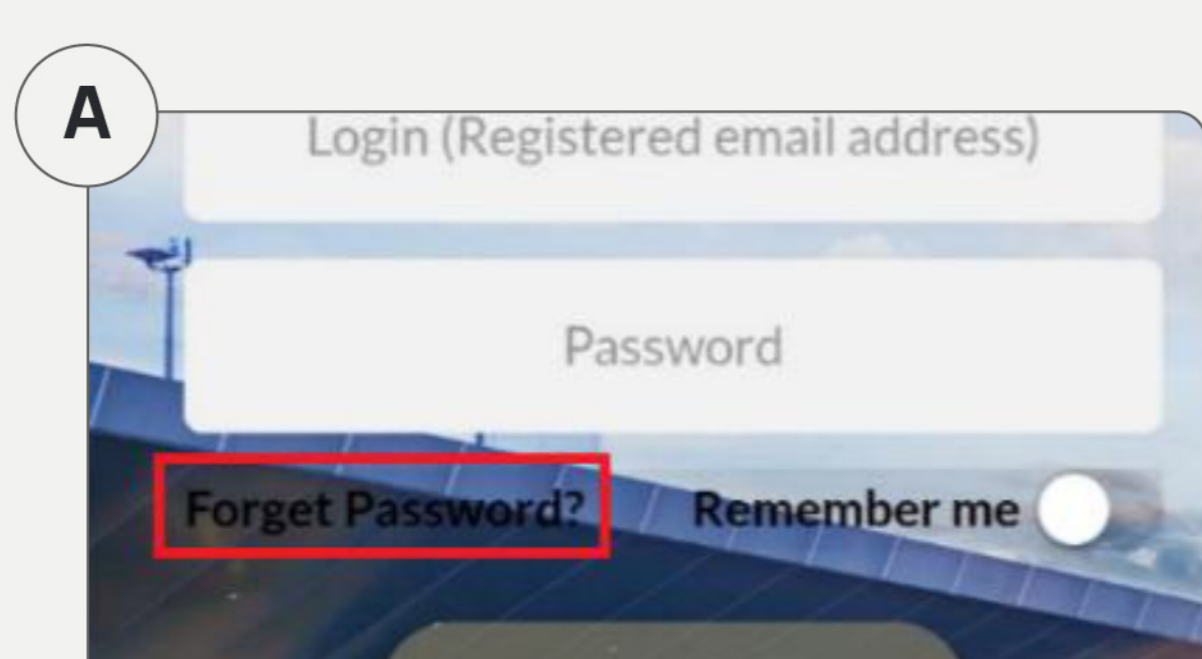 A
Login (Registered email address)
Password
Forget Password?
Remember me